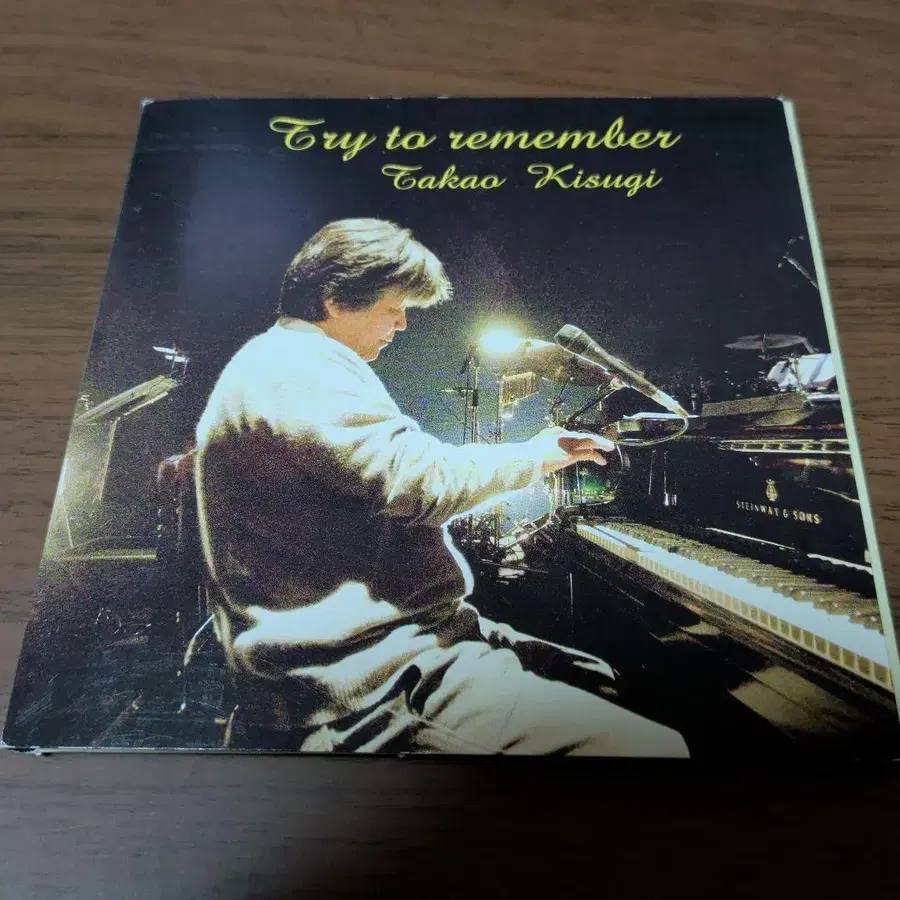 Try to remember
Takao Kisugi
STEINWAY & SONS